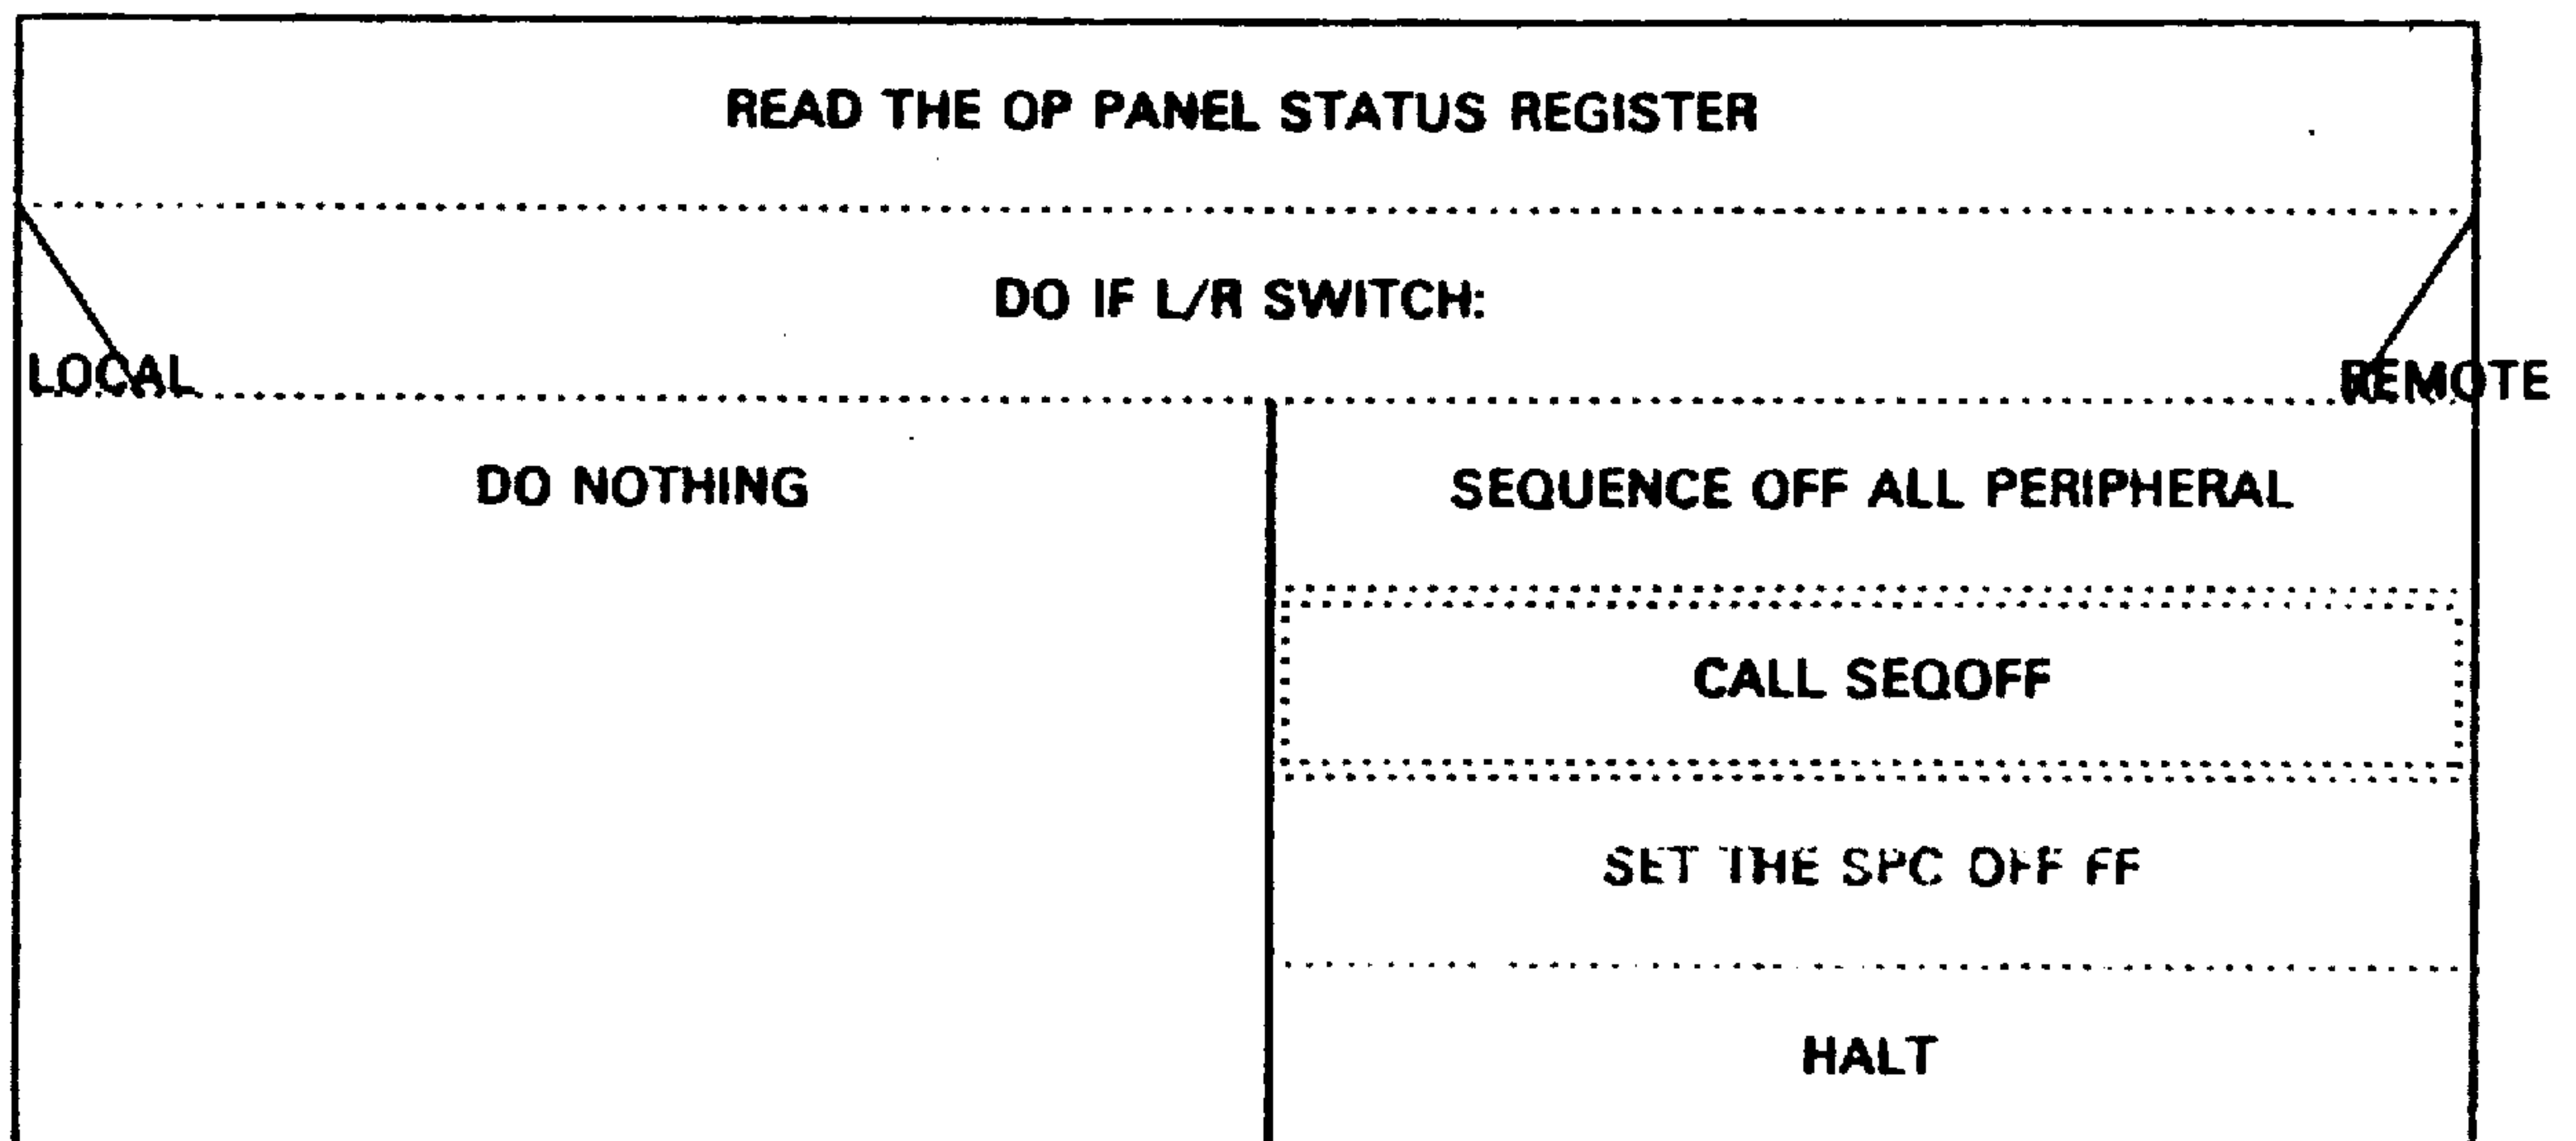 READ THE OP PANEL STATUS REGISTER
DO IF L/R SWITCH:
LOCAL
REMOTE
DO NOTHING
SEQUENCE OFF ALL PERIPHERAL
CALL SEQOFF
SET THE SPC OFF FF
HALT